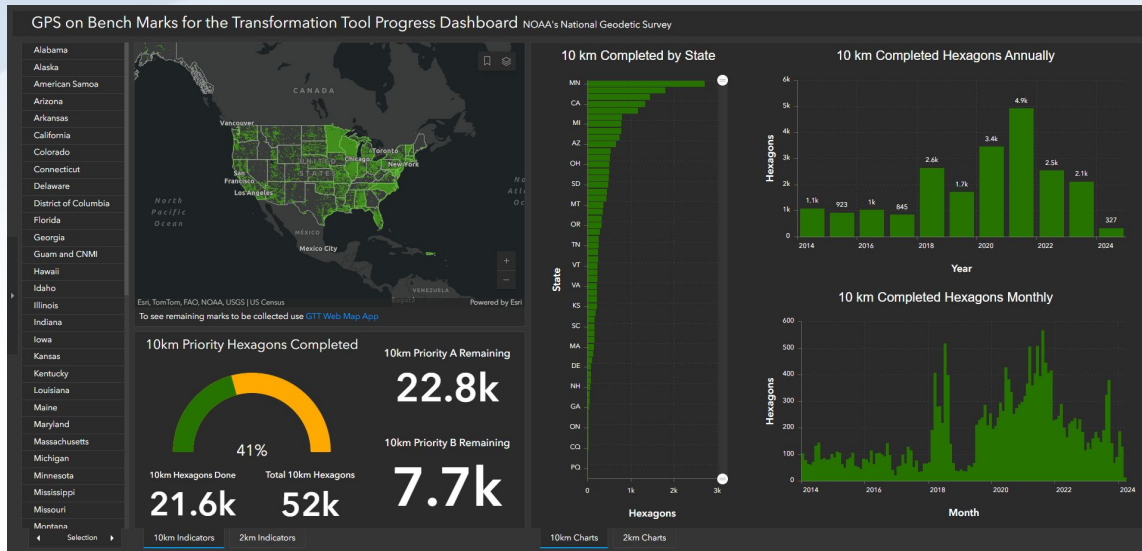 GPS on Bench Marks for the Transformation Tool Progress Dashboard NOAA's National Geodetic Survey
Alabama
Alaska
American Samoa
Arizona
Arkansas
California
Colorado
Connecticut
Delaware
District of Columbia
Florida
Georgia
Guam and CNMI
Hawaii
Idaho
Illinois
Indiana
Iowa
Kansas
Kentucky
Louisiana
Maine
Maryland
Massachusetts
Michigan
Minnesota
Mississippi
Missouri
Montana
Selection
CANADA
Vancouver
Toronto
Chicago
New York
UNITED
STATES
San
Francisco
Los Angeles
North
Pacific
Ocean
MÉXICO
Mexico City
VENEZUELA
Esri, TomTom, FAO, NOAA, USGS | US Census
Powered by Esri
To see remaining marks to be collected use GTT Web Map App
10km Priority Hexagons Completed
41%
10km Hexagons Done
21.6k
Total 10km Hexagons
52k
10km Priority A Remaining
22.8k
10km Priority B Remaining
7.7k
10km Indicators
2km Indicators
10 km Completed by State
State
MN
CA
MI
AZ
OH
SD
MT
OR
TN
VT
VA
KS
SC
MA
DE
NH
GA
ON
CQ
PO
0 1k 2k 3k
Hexagons
10km Charts
2km Charts
10 km Completed Hexagons Annually
Hexagons
6k
5k
4k
3k
2k
1k
0
1.1k 923 1k 845 2.6k 1.7k 3.4k 4.9k 2.5k 2.1k 327
2014 2016 2018 2020 2022 2024
Year
10 km Completed Hexagons Monthly
Hexagons
600
500
400
300
200
100
0
2014 2016 2018 2020 2022 2024
Month